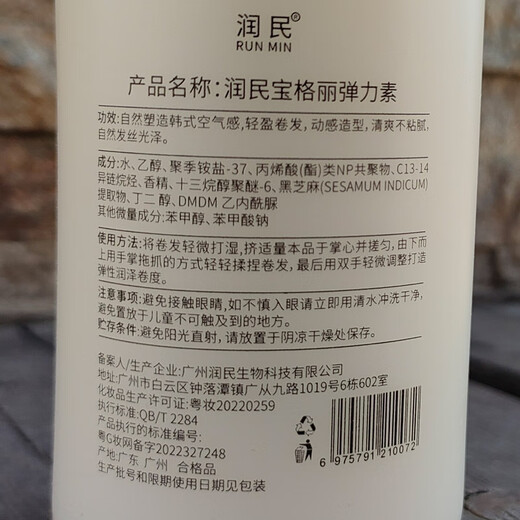 润民®
RUN MIN
产品名称：润民宝格丽弹力素
功效：自然塑造韩式空气感，轻盈卷发，动感造型，清爽不粘腻，
自然发丝光泽。
成分：水、乙醇、聚季铵盐-37、丙烯酸(酯)类NP共聚物、C13-14
异链烷烃、香精、十三烷醇聚醚-6、黑芝麻(SESAMUM INDICUM)
提取物、丁二醇、DMDM 乙内酰脲
其他微量成分：苯甲醇、苯甲酸钠
使用方法：将卷发轻微打湿，挤适量本品于掌心并搓匀，由下而
上用手掌拖抓的方式轻轻揉捏卷发，最后用双手轻微调整打造
弹性润泽卷度。
注意事项：避免接触眼睛，如不慎入眼请立即用清水冲洗干净，
避免置放于儿童不可触及到的地方。
贮存条件：避免阳光直射，请放置于阴凉干燥处保存。
备案人/生产企业：广州润民生物科技有限公司
地址：广州市白云区钟落潭镇广从九路1019号6栋602室
化妆品生产许可证：粤妆20220259
执行标准：QB/T 2284
产品执行的标准编号：
粤G妆网备字2022327248
产地：广东 广州 合格品
生产批号和限期使用日期见包装
6 975791 210072